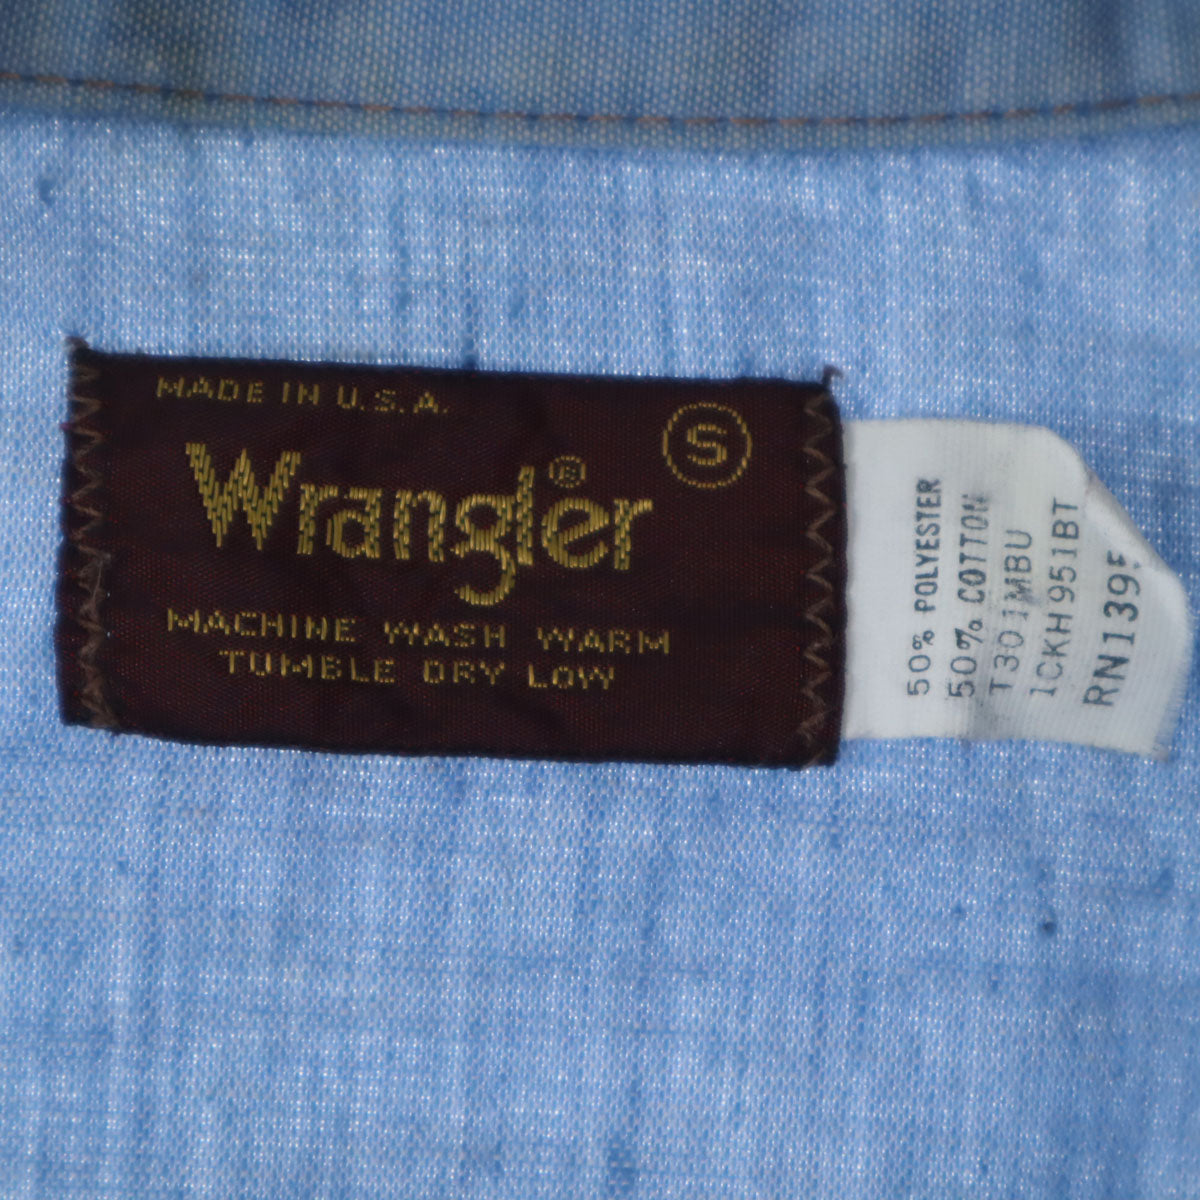 MADE IN U.S.A.
S
Wrangler®
MACHINE WASH WARM
TUMBLE DRY LOW
50% POLYESTER
50% COTTON
T301MBU
1CKH951BT